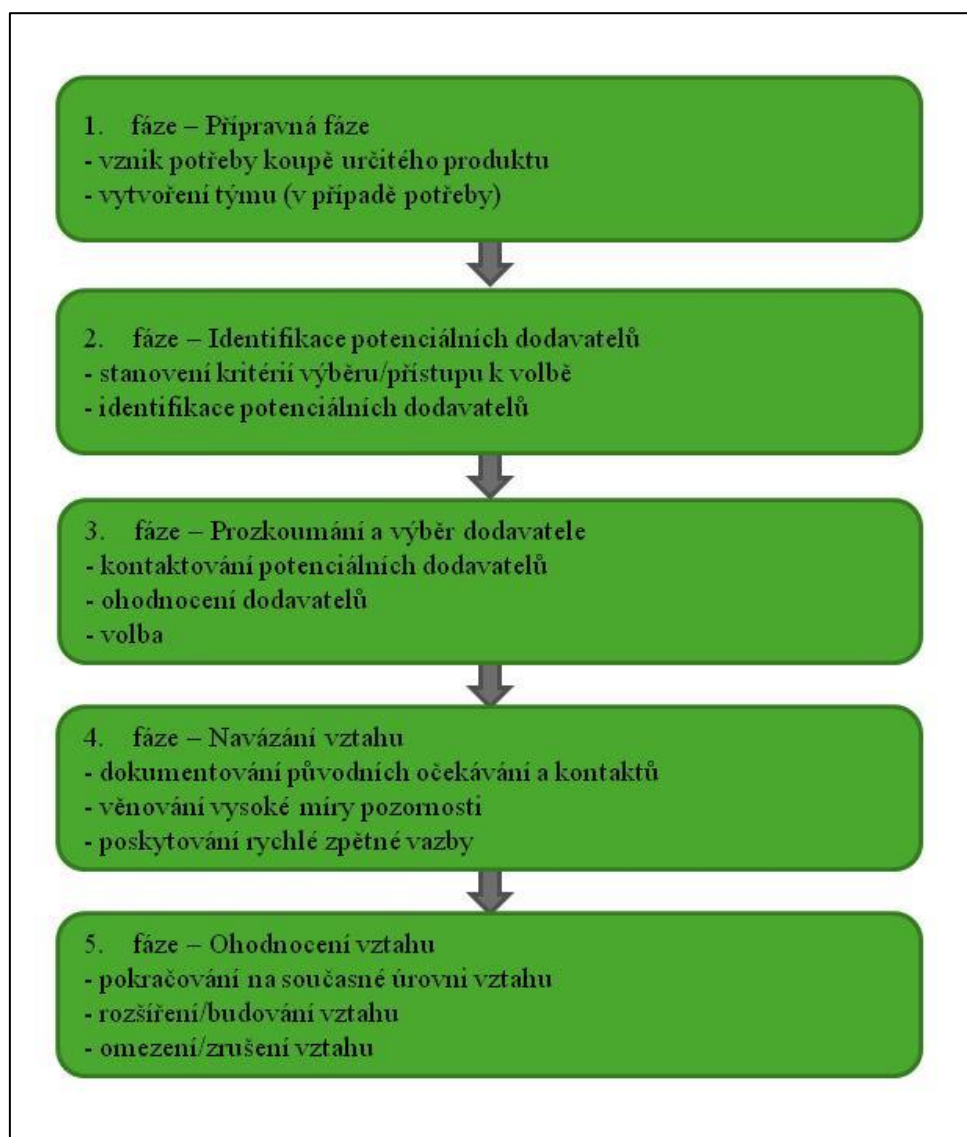 1. fáze – Přípravná fáze
- vznik potřeby koupě určitého produktu
- vytvoření týmu (v případě potřeby)
2. fáze – Identifikace potenciálních dodavatelů
- stanovení kritérií výběru/přístupu k volbě
- identifikace potenciálních dodavatelů
3. fáze – Prozkoumání a výběr dodavatele
- kontaktování potenciálních dodavatelů
- ohodnocení dodavatelů
- volba
4. fáze – Navázání vztahu
- dokumentování původních očekávání a kontaktů
- věnování vysoké míry pozornosti
- poskytování rychlé zpětné vazby
5. fáze – Ohodnocení vztahu
- pokračování na současné úrovni vztahu
- rozšíření/budování vztahu
- omezení/zrušení vztahu